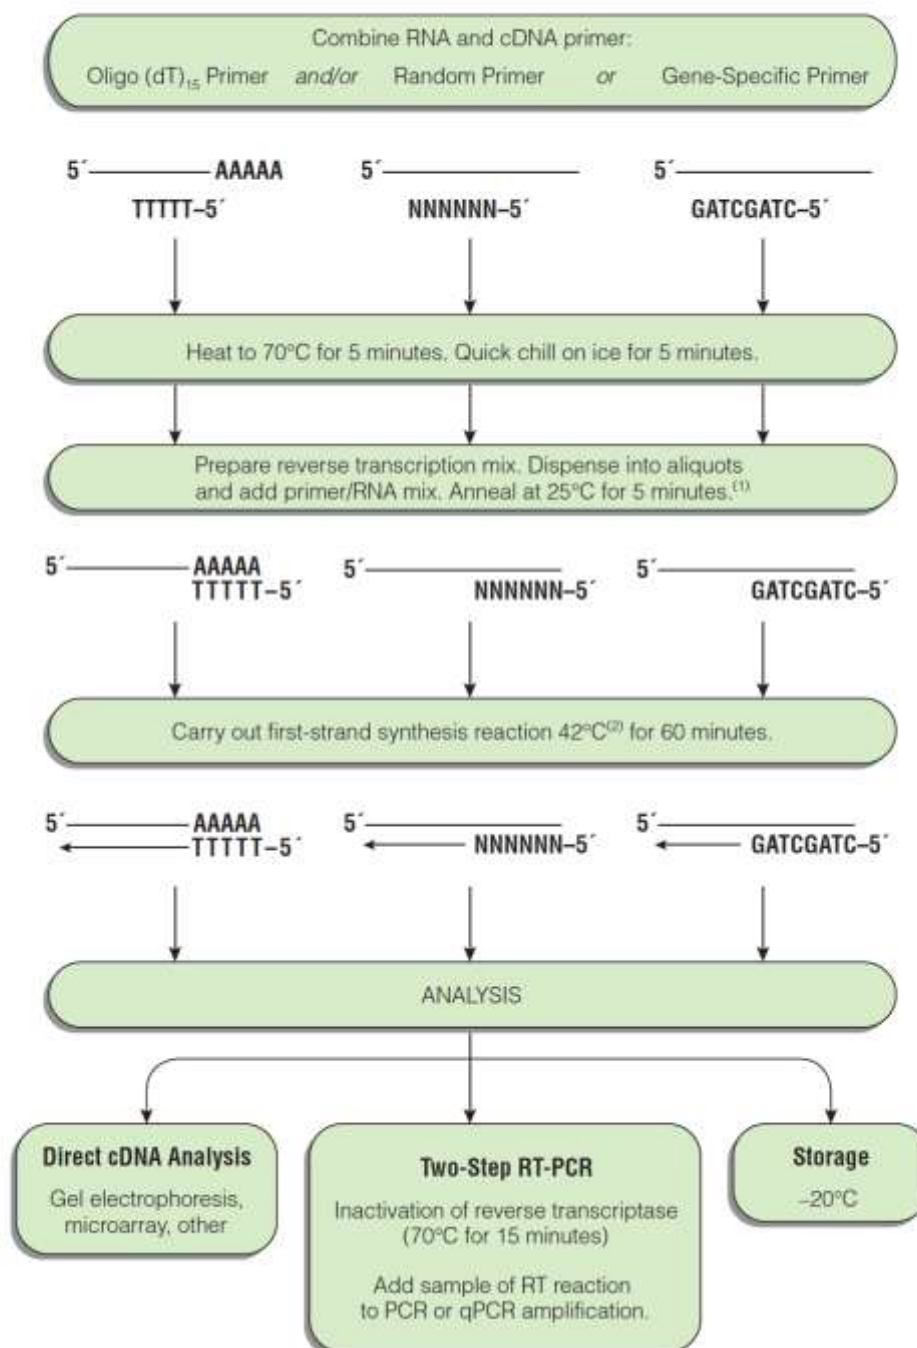 Combine RNA and cDNA primer:
Oligo (dT)₁₅ Primer and/or Random Primer or Gene-Specific Primer
5´ AAAAA 5´ 5´
TTTTT–5´ NNNNNN–5´ GATCGATC–5´
Heat to 70°C for 5 minutes. Quick chill on ice for 5 minutes.
Prepare reverse transcription mix. Dispense into aliquots
and add primer/RNA mix. Anneal at 25°C for 5 minutes.⁽¹⁾
5´ AAAAA 5´ 5´
TTTTT–5´ NNNNNN–5´ GATCGATC–5´
Carry out first-strand synthesis reaction 42°C⁽²⁾ for 60 minutes.
5´ AAAAA 5´ 5´
TTTTT–5´ NNNNNN–5´ GATCGATC–5´
ANALYSIS
Direct cDNA Analysis
Gel electrophoresis,
microarray, other
Two-Step RT-PCR
Inactivation of reverse transcriptase
(70°C for 15 minutes)
Add sample of RT reaction
to PCR or qPCR amplification.
Storage
–20°C